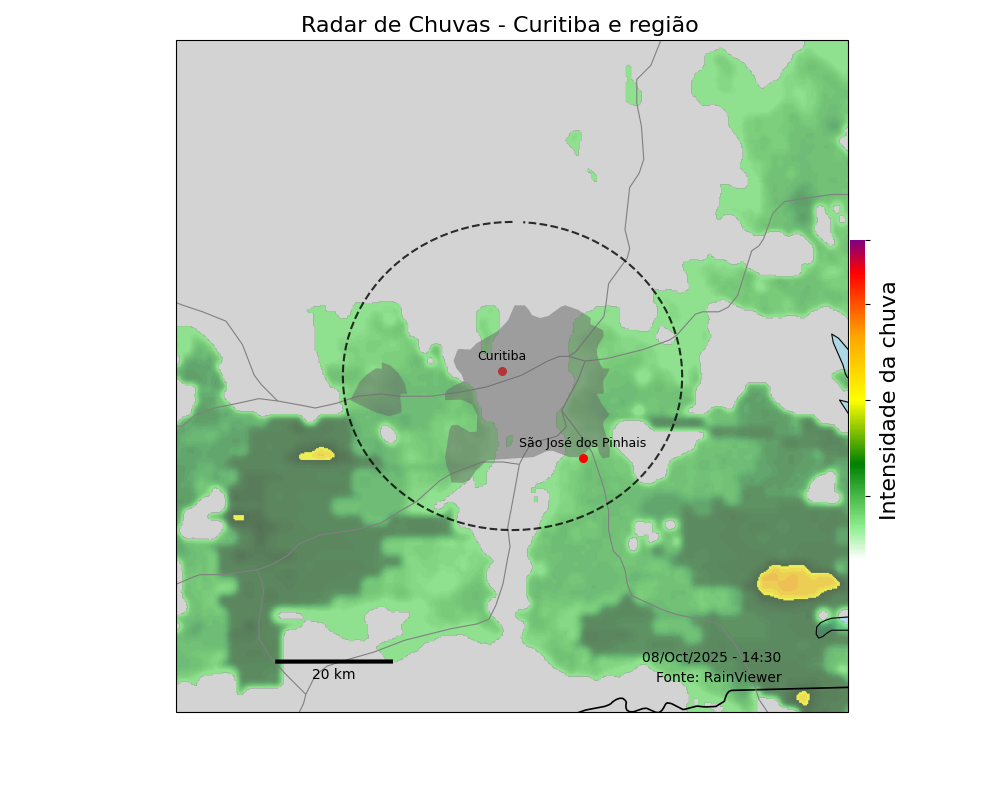 Radar de Chuvas - Curitiba e região
Curitiba
São José dos Pinhais
Intensidade da chuva
08/Oct/2025 - 14:30
Fonte: RainViewer
20 km